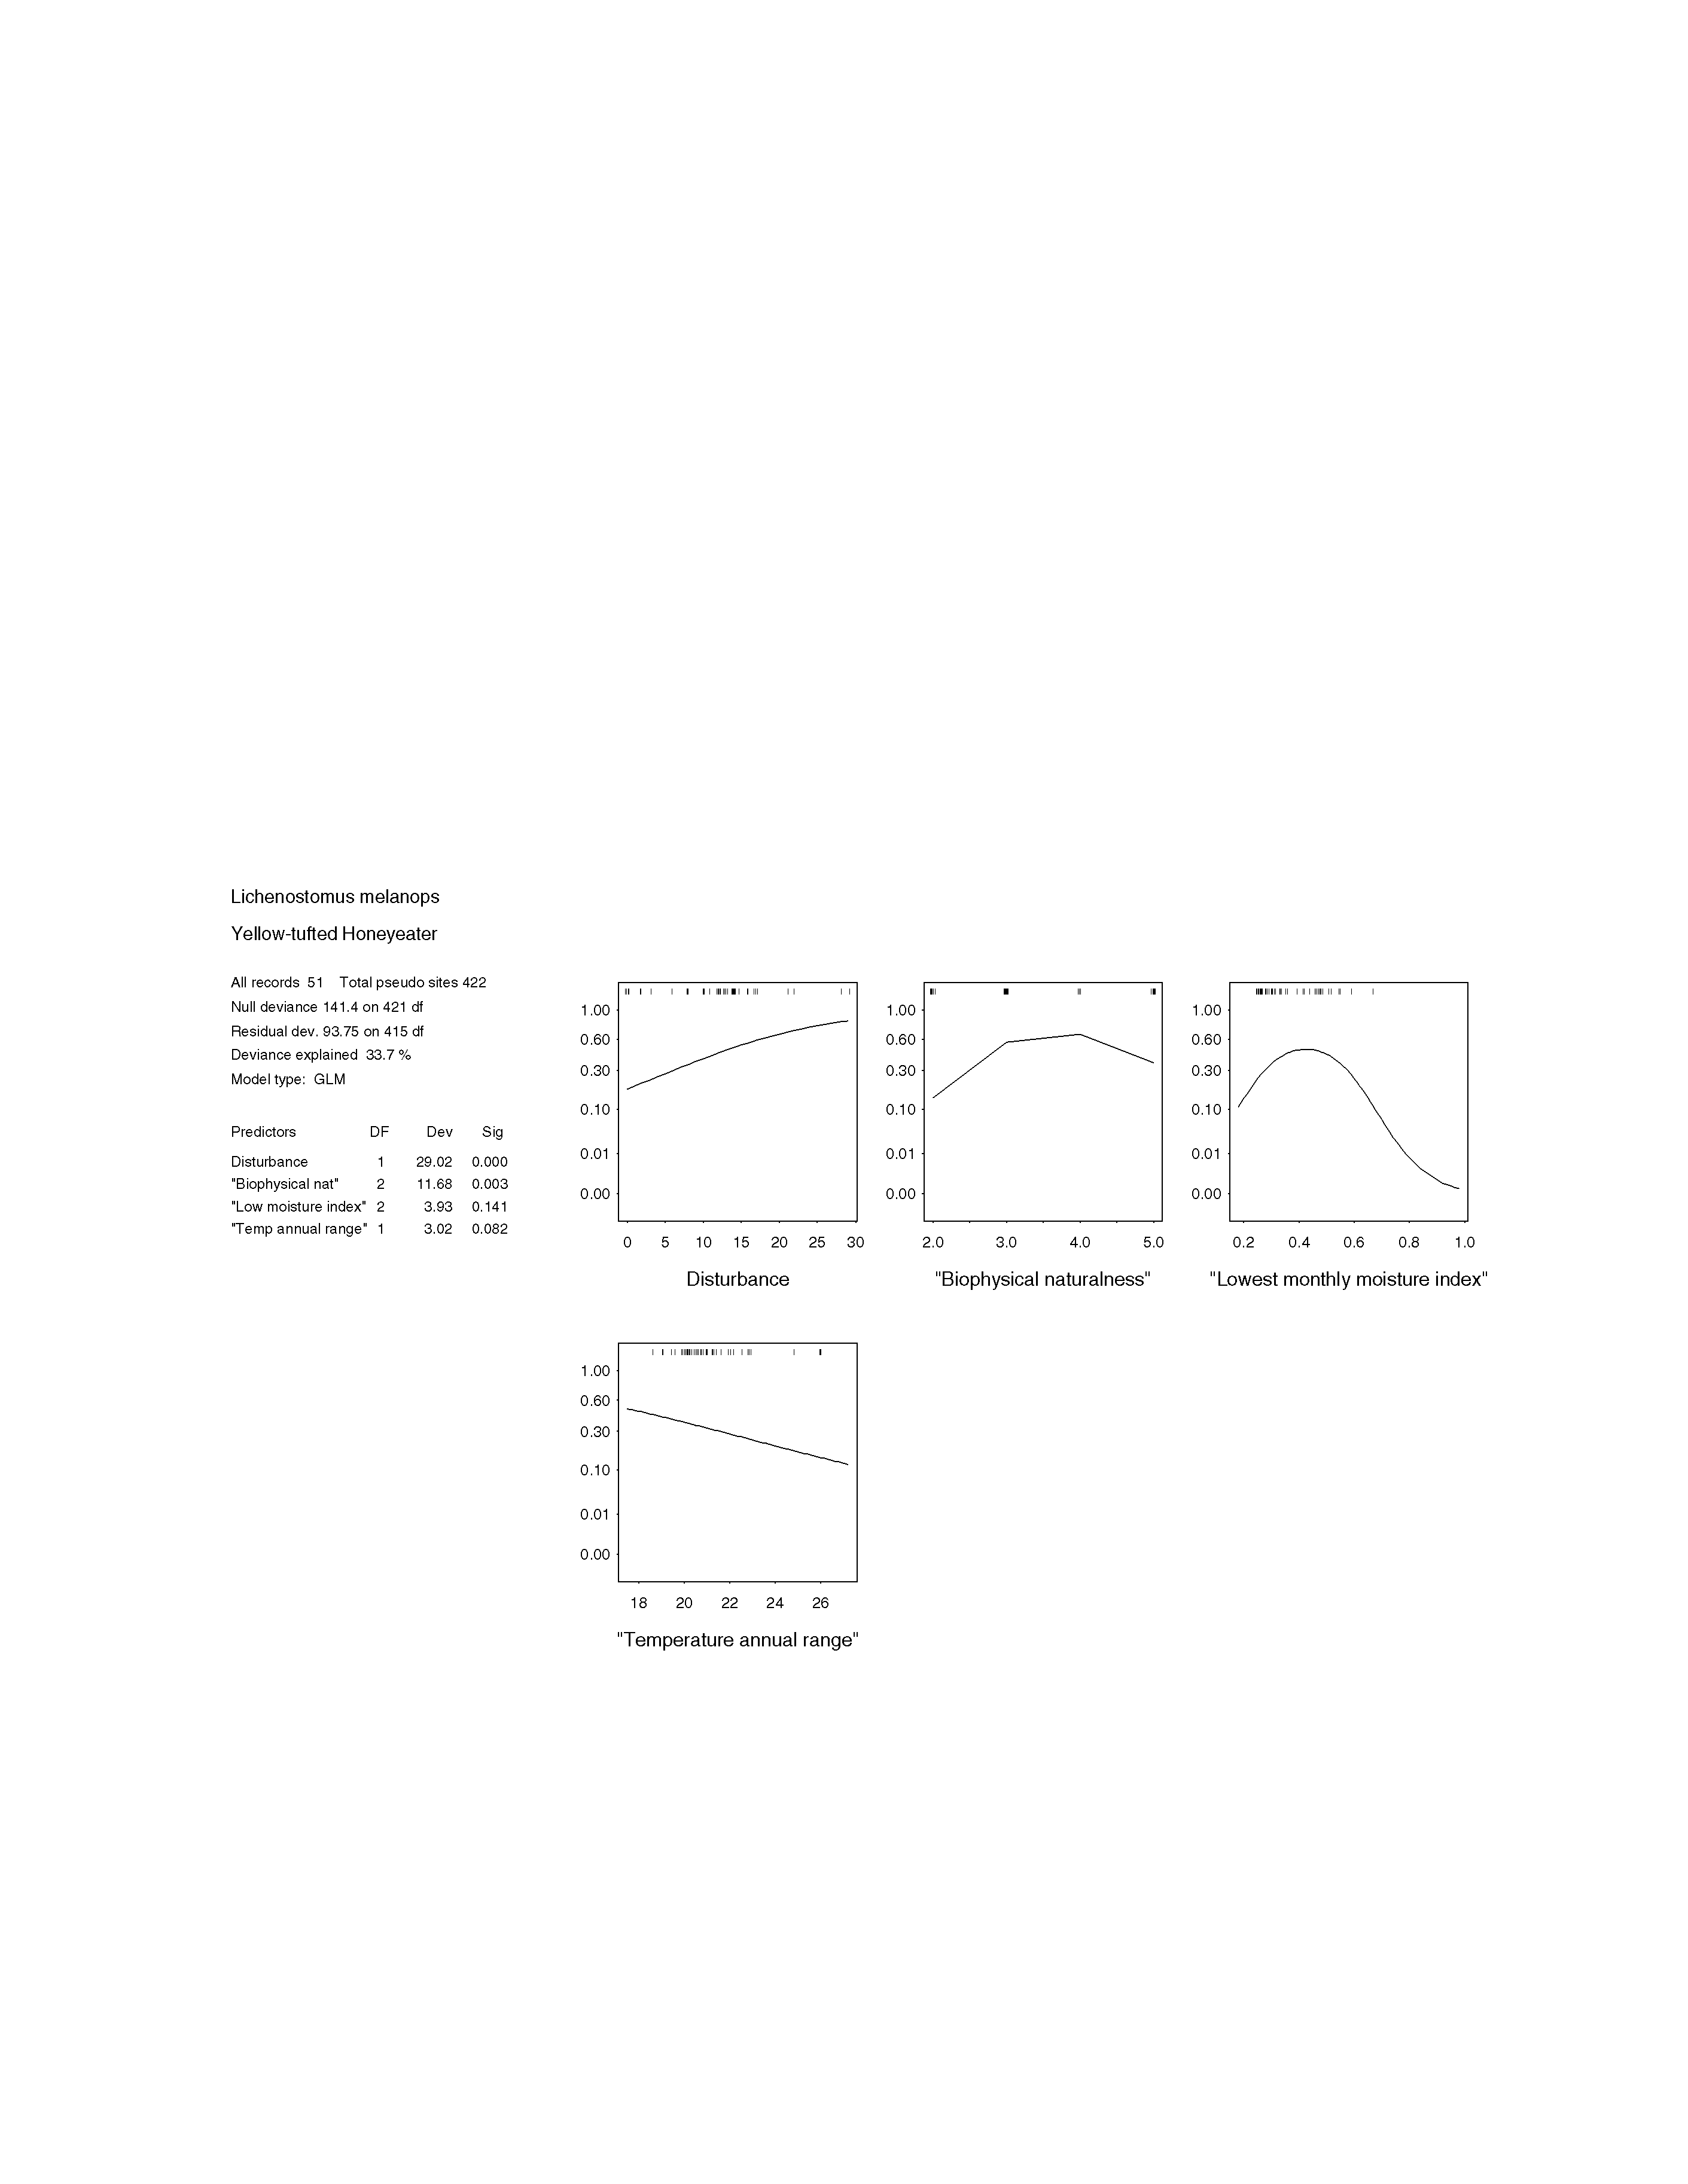 Lichenostomus melanops
Yellow-tufted Honeyeater
All records 51 Total pseudo sites 422
Null deviance 141.4 on 421 df
Residual dev. 93.75 on 415 df
Deviance explained 33.7 %
Model type: GLM
Predictors DF Dev Sig
Disturbance 1 29.02 0.000
"Biophysical nat" 2 11.68 0.003
"Low moisture index" 2 3.93 0.141
"Temp annual range" 1 3.02 0.082
1.00
0.60
0.30
0.10
0.01
0.00
0 5 10 15 20 25 30
Disturbance
1.00
0.60
0.30
0.10
0.01
0.00
2.0 3.0 4.0 5.0
"Biophysical naturalness"
1.00
0.60
0.30
0.10
0.01
0.00
0.2 0.4 0.6 0.8 1.0
"Lowest monthly moisture index"
1.00
0.60
0.30
0.10
0.01
0.00
18 20 22 24 26
"Temperature annual range"